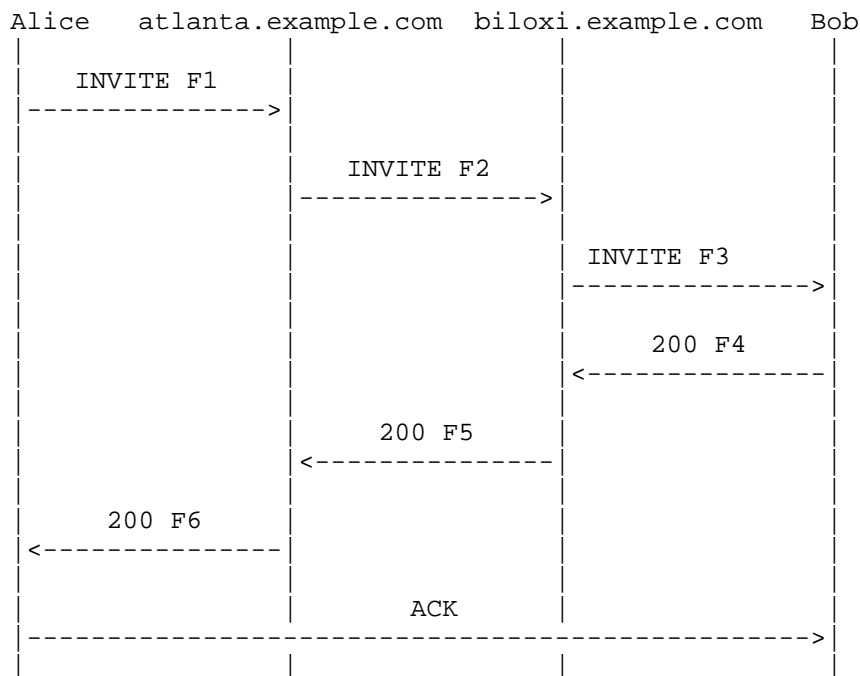 Alice atlanta.example.com biloxi.example.com Bob
INVITE F1
INVITE F2
INVITE F3
200 F4
200 F5
200 F6
ACK